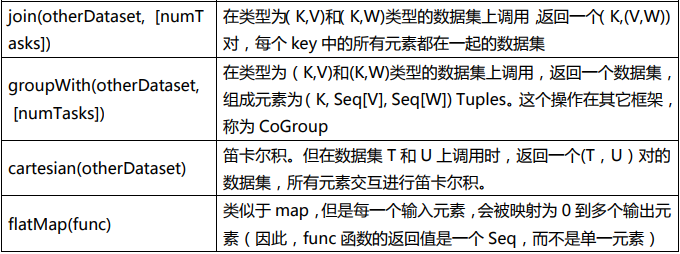 join(otherDataset, [numT
asks])
在类型为( K,V)和( K,W)类型的数据集上调用,返回一个( K,(V,W))
对，每个 key 中的所有元素都在一起的数据集
groupWith(otherDataset,
[numTasks])
在类型为（ K,V)和(K,W)类型的数据集上调用，返回一个数据集，
组成元素为（ K, Seq[V], Seq[W]) Tuples。这个操作在其它框架，
称为 CoGroup
cartesian(otherDataset)
笛卡尔积。但在数据集 T 和 U 上调用时，返回一个(T，U ）对的
数据集，所有元素交互进行笛卡尔积。
flatMap(func)
类似于 map ,但是每一个输入元素，会被映射为 0 到多个输出元
素（因此，func 函数的返回值是一个 Seq，而不是单一元素）